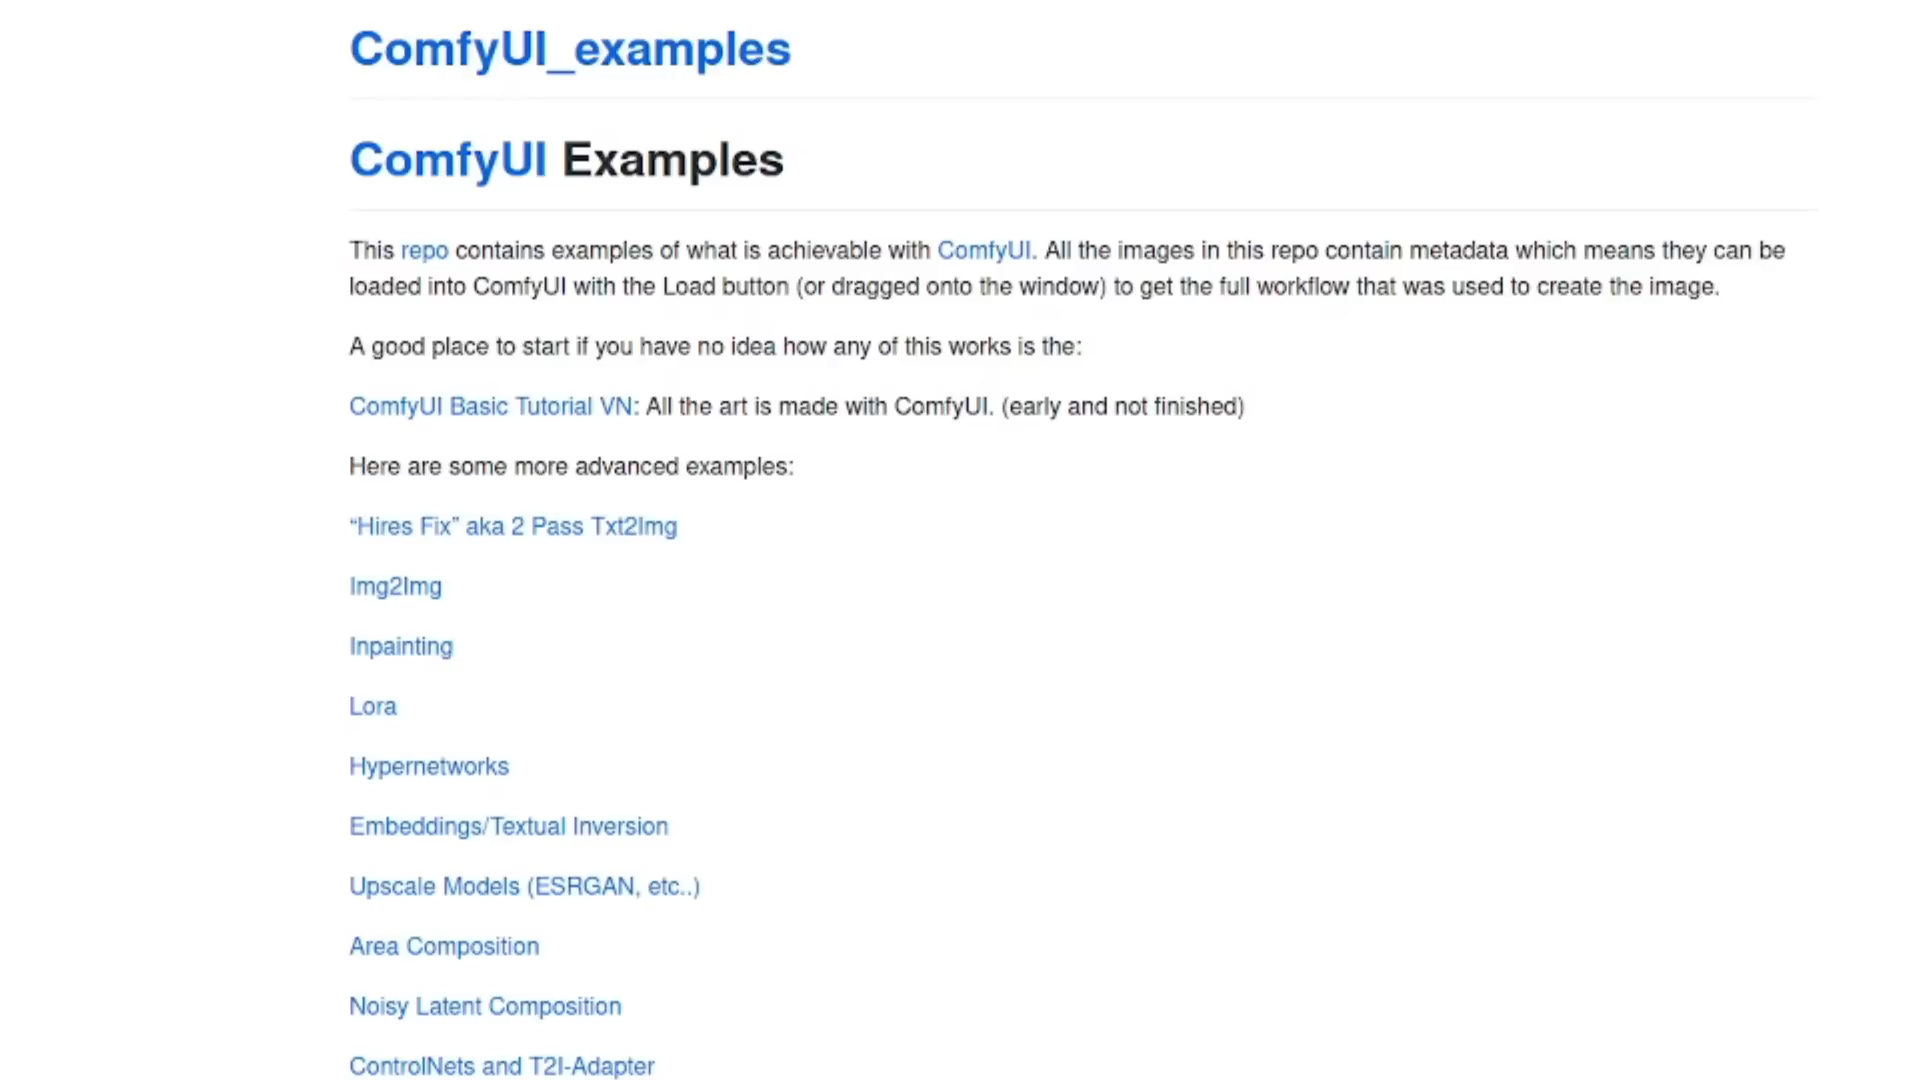 ComfyUI_examples
ComfyUI Examples
This repo contains examples of what is achievable with ComfyUI. All the images in this repo contain metadata which means they can be
loaded into ComfyUI with the Load button (or dragged onto the window) to get the full workflow that was used to create the image.
A good place to start if you have no idea how any of this works is the:
ComfyUI Basic Tutorial VN: All the art is made with ComfyUI. (early and not finished)
Here are some more advanced examples:
“Hires Fix” aka 2 Pass Txt2Img
Img2Img
Inpainting
Lora
Hypernetworks
Embeddings/Textual Inversion
Upscale Models (ESRGAN, etc..)
Area Composition
Noisy Latent Composition
ControlNets and T2I-Adapter